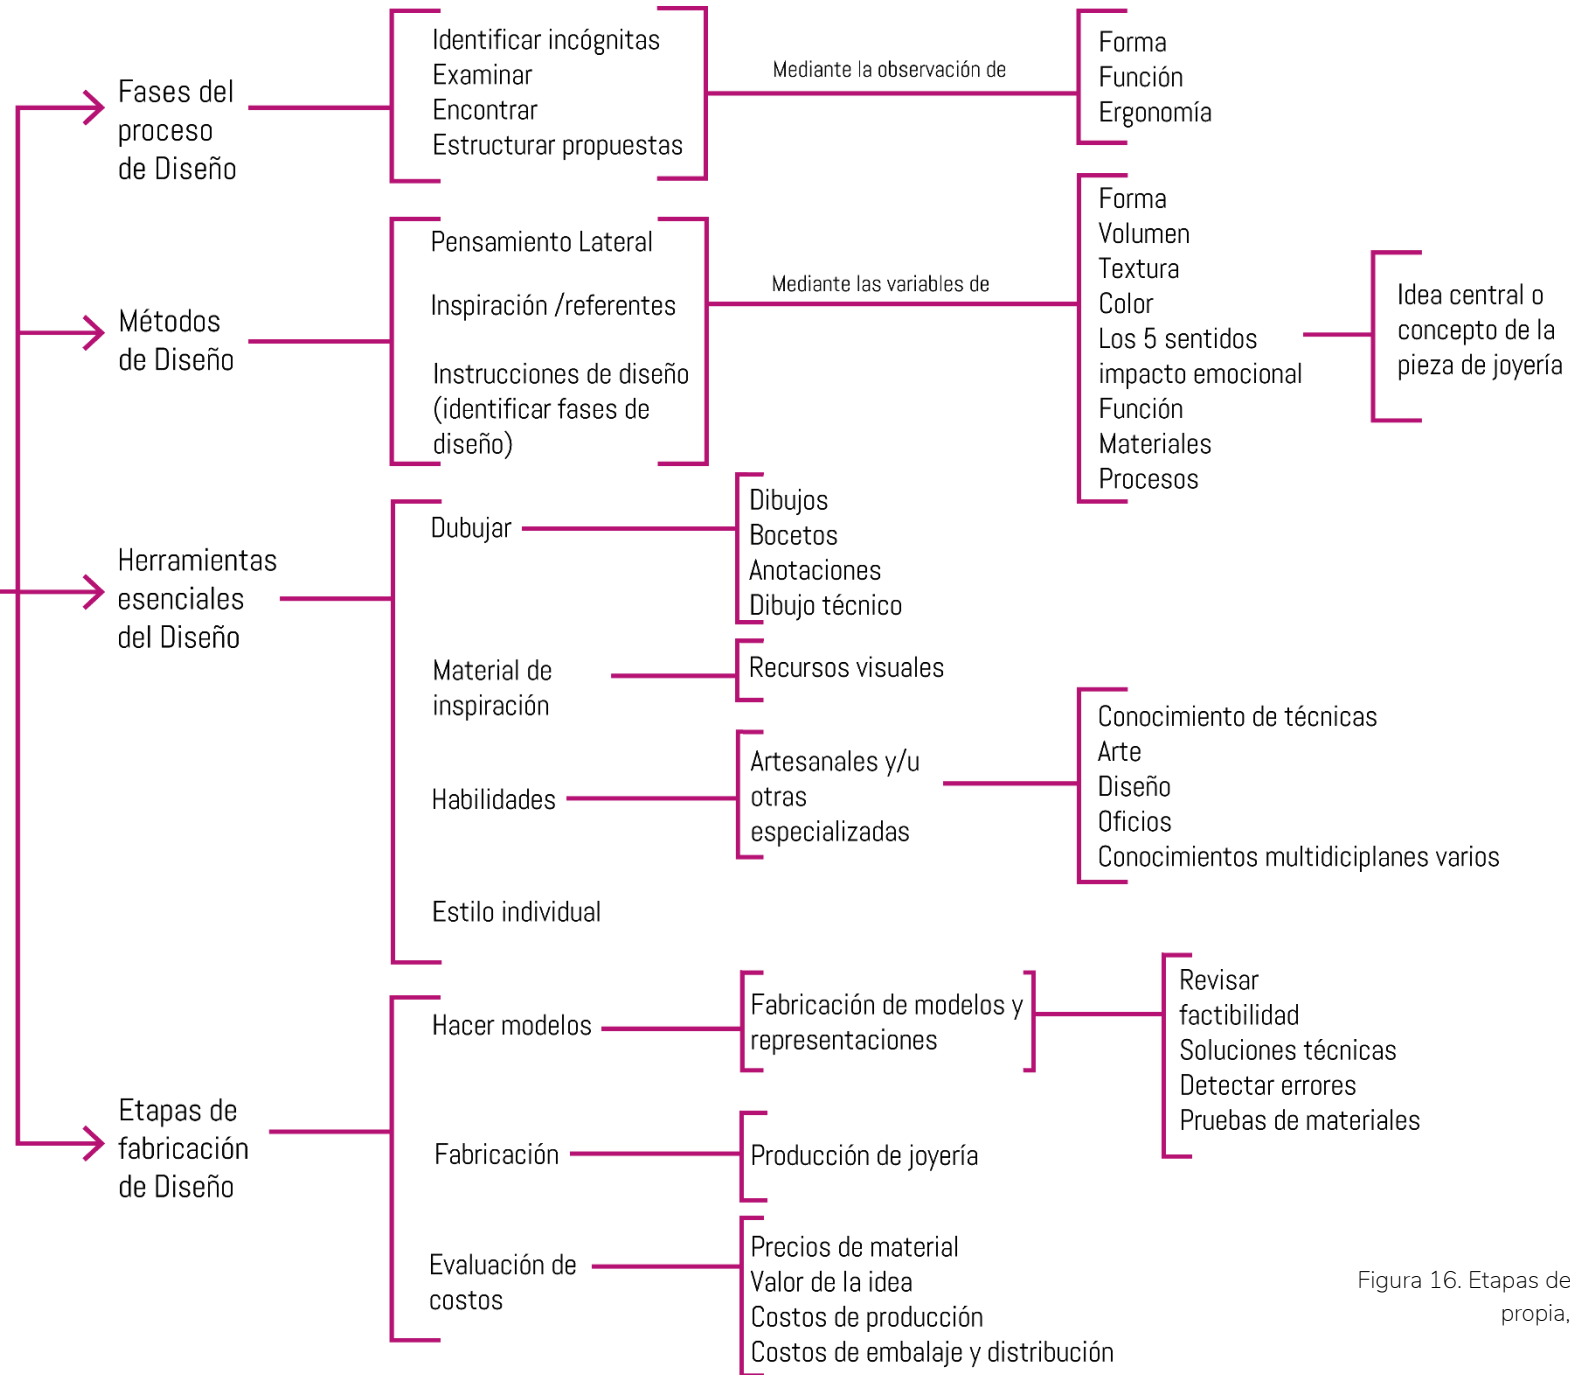 Fases del
proceso
de Diseño
Identificar incógnitas
Examinar
Encontrar
Estructurar propuestas
Mediante la observación de
Forma
Función
Ergonomía
Métodos
de Diseño
Pensamiento Lateral
Inspiración /referentes
Instrucciones de diseño
(identificar fases de
diseño)
Mediante las variables de
Forma
Volumen
Textura
Color
Los 5 sentidos
impacto emocional
Función
Materiales
Procesos
Idea central o
concepto de la
pieza de joyería
Herramientas
esenciales
del Diseño
Dubujar
Dibujos
Bocetos
Anotaciones
Dibujo técnico
Material de
inspiración
Recursos visuales
Habilidades
Artesanales y/u
otras
especializadas
Conocimiento de técnicas
Arte
Diseño
Oficios
Conocimientos multidiciplanes varios
Estilo individual
Etapas de
fabricación
de Diseño
Hacer modelos
Fabricación de modelos y
representaciones
Revisar
factibilidad
Soluciones técnicas
Detectar errores
Pruebas de materiales
Fabricación
Producción de joyería
Evaluación de
costos
Precios de material
Valor de la idea
Costos de producción
Costos de embalaje y distribución
Figura 16. Etapas de
propia,